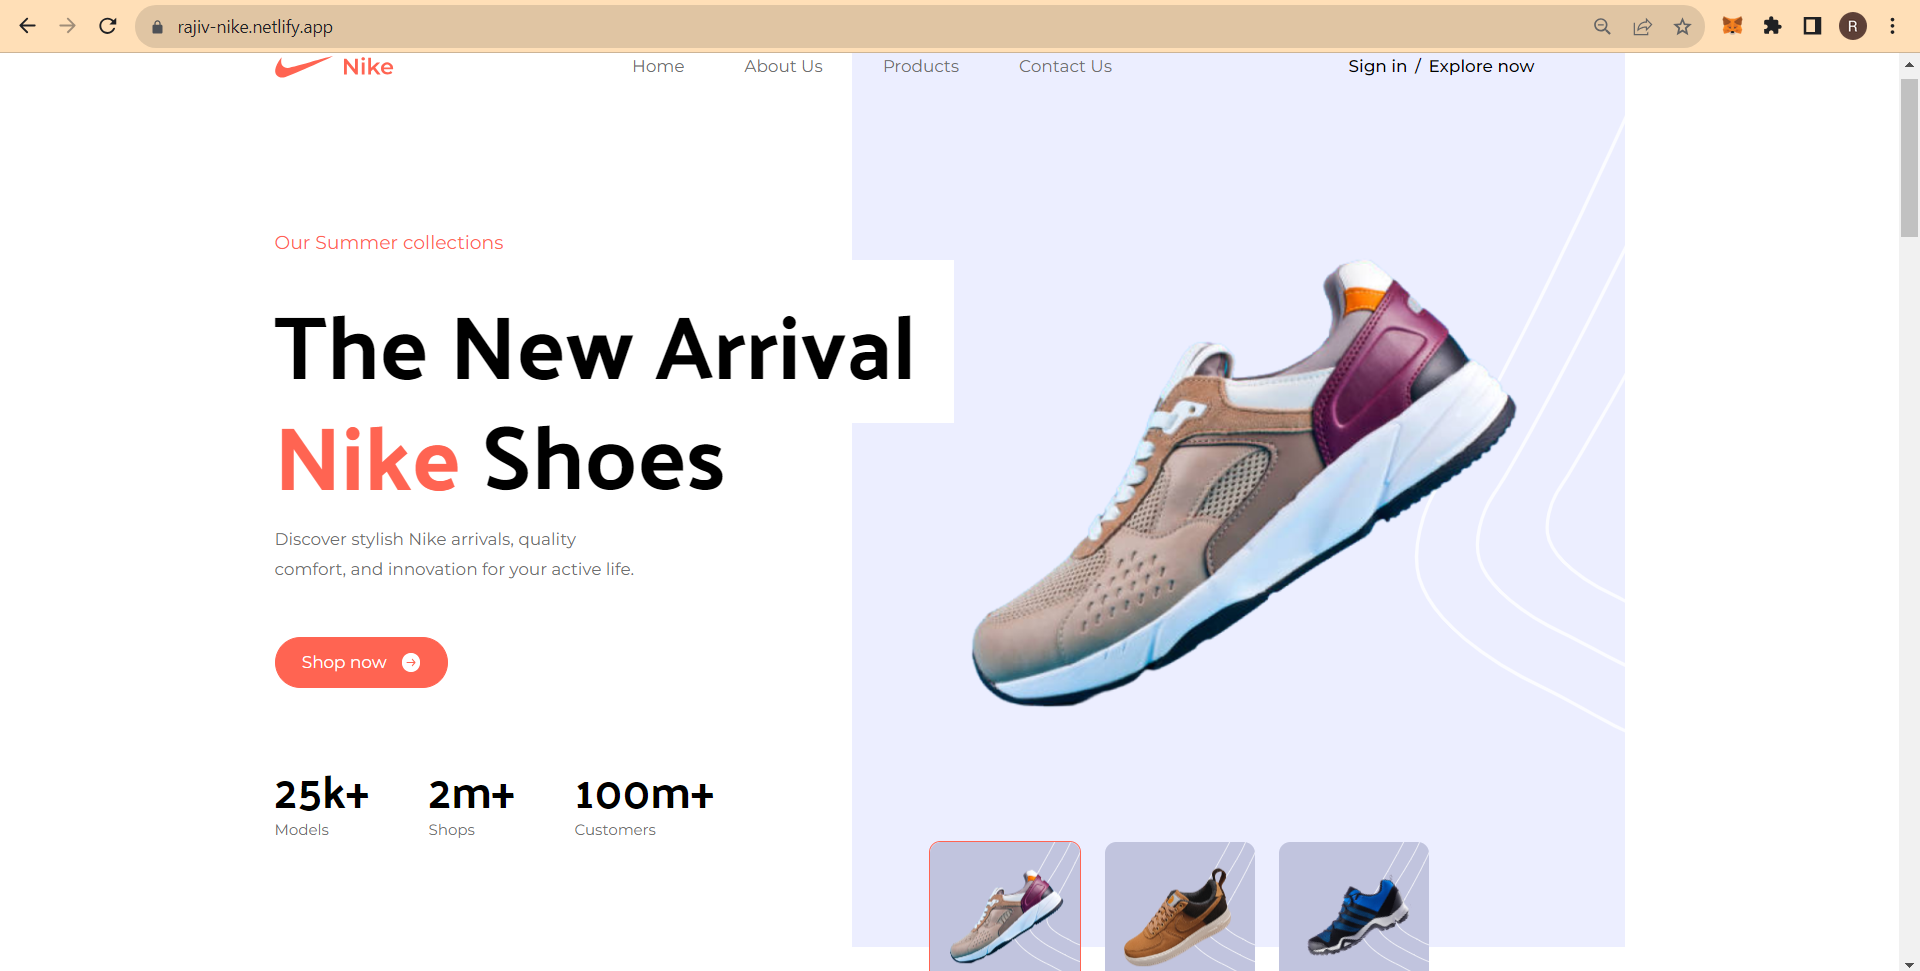 rajiv-nike.netlify.app
R
Nike
Home About Us Products Contact Us
Sign in / Explore now
Our Summer collections
The New Arrival
Nike Shoes
Discover stylish Nike arrivals, quality
comfort, and innovation for your active life.
Shop now
25k+ 2m+ 100m+
Models Shops Customers